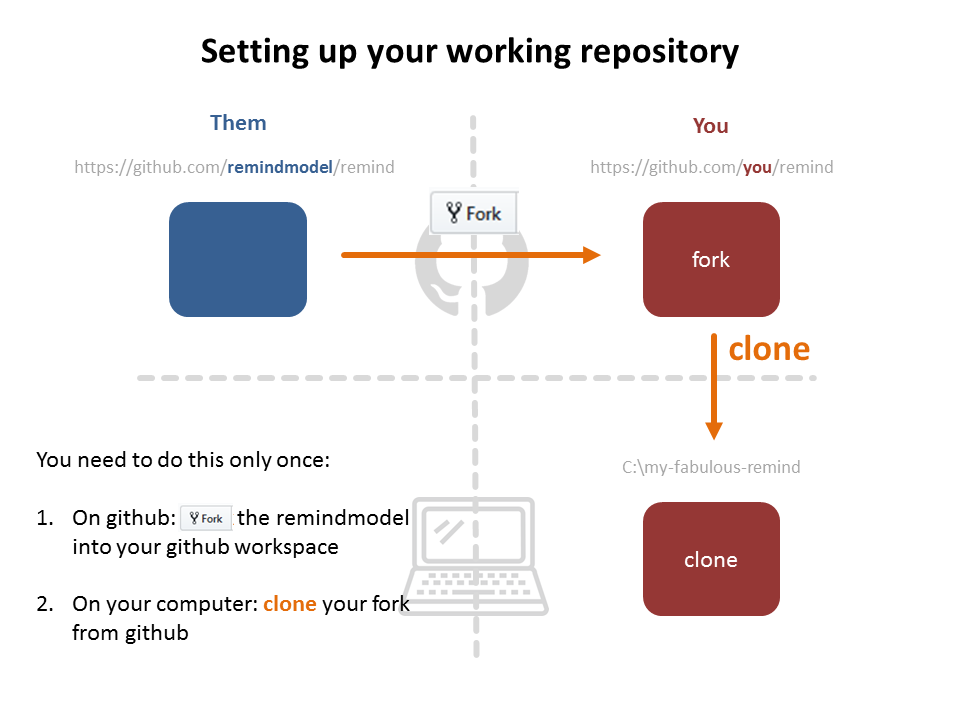 Setting up your working repository
Them
You
https://github.com/remindmodel/remind
https://github.com/you/remind
Fork
fork
clone
You need to do this only once:
C:\my-fabulous-remind
1. On github: Fork the remindmodel
into your github workspace
clone
2. On your computer: clone your fork
from github